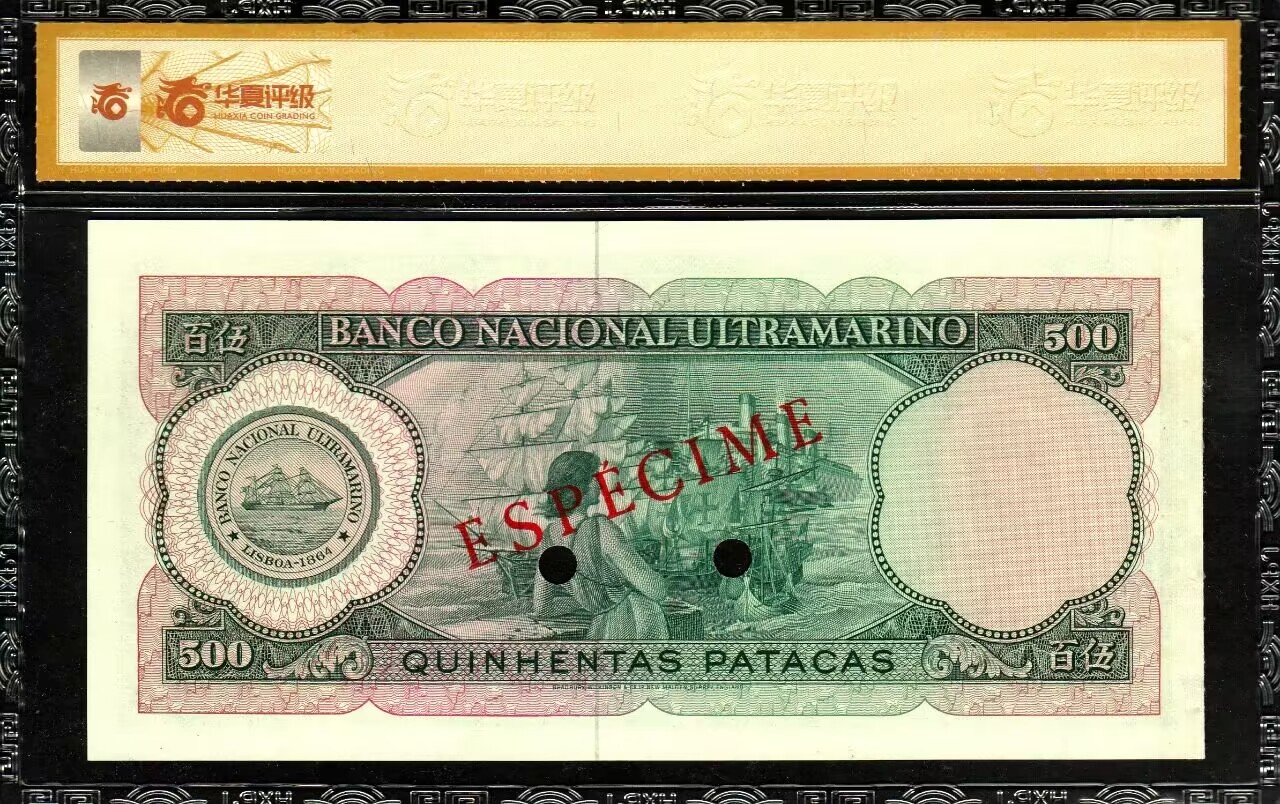 华夏评级
HUAXIA COIN GRADING
百伍
BANCO NACIONAL ULTRAMARINO
500
BANCO NACIONAL ULTRAMARINO
★ LISBOA-1864 ★
ESPÉCIME
500
QUINHENTAS PATACAS
百伍